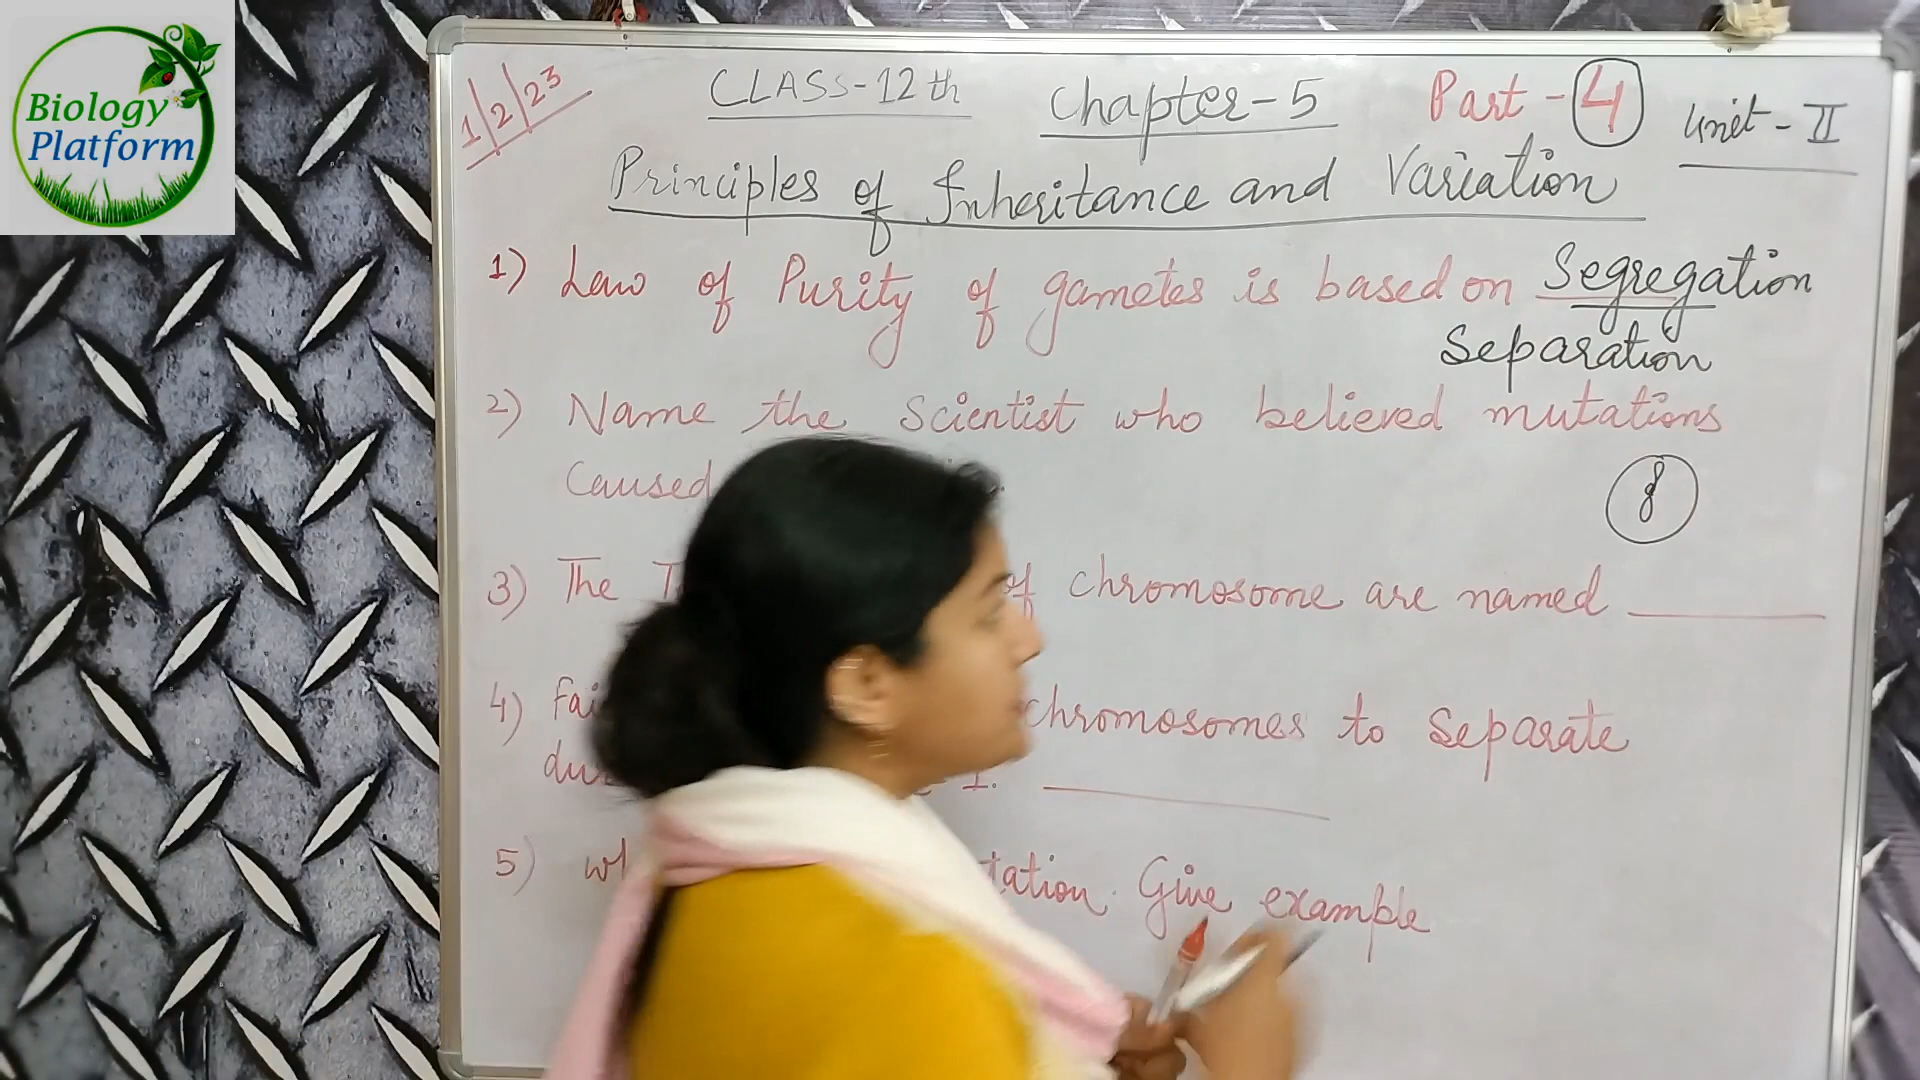 Biology
Platform
1/2/23
CLASS-12th Chapter-5 Part-4 Unit-II
Principles of Inheritance and Variation
1) Law of Purity of gametes is based on Segregation
Separation
2) Name the Scientist who believed mutations
Caused
3) The of chromosome are named
4) chromosomes to Separate
I.
5) Give example